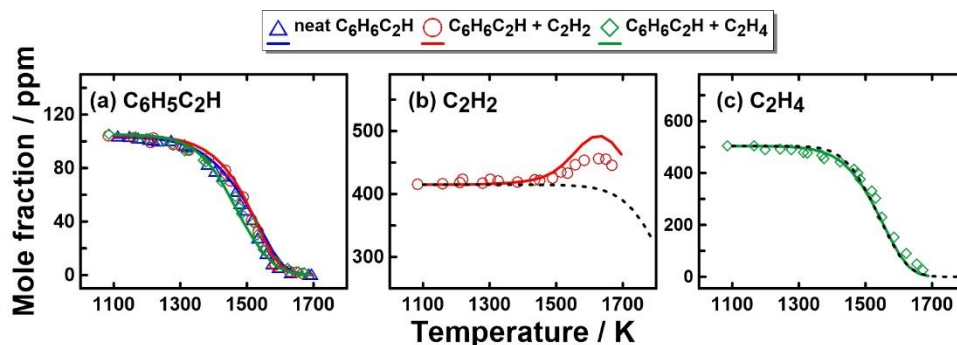 neat C6H6C2H C6H6C2H + C2H2 C6H6C2H + C2H4
Mole fraction / ppm
(a) C6H5C2H
120
80
40
0
1100 1300 1500 1700
(b) C2H2
500
400
300
1100 1300 1500 1700
(c) C2H4
600
400
200
0
1100 1300 1500 1700
Temperature / K